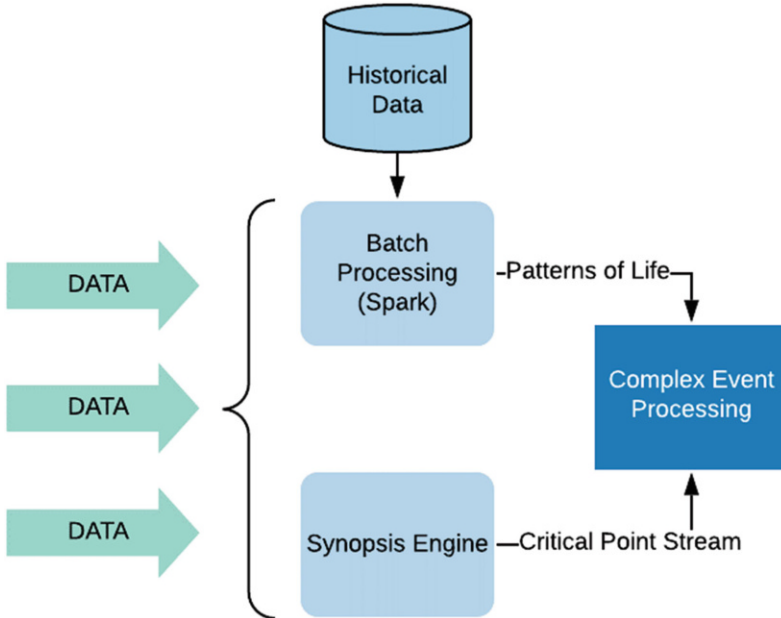 Historical
Data
Batch
Processing
(Spark)
Patterns of Life
DATA
DATA
Complex Event
Processing
DATA
Synopsis Engine
Critical Point Stream